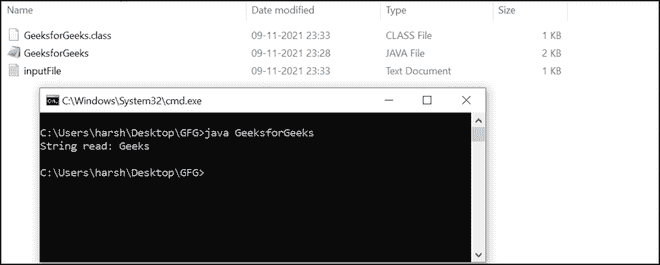 Name Date modified Type Size
GeeksforGeeks.class 09-11-2021 23:33 CLASS File 1 KB
GeeksforGeeks 09-11-2021 23:28 JAVA File 2 KB
inputFile 09-11-2021 23:33 Text Document 1 KB
C:\Windows\System32\cmd.exe
C:\Users\harsh\Desktop\GFG>java GeeksforGeeks
String read: Geeks
C:\Users\harsh\Desktop\GFG>